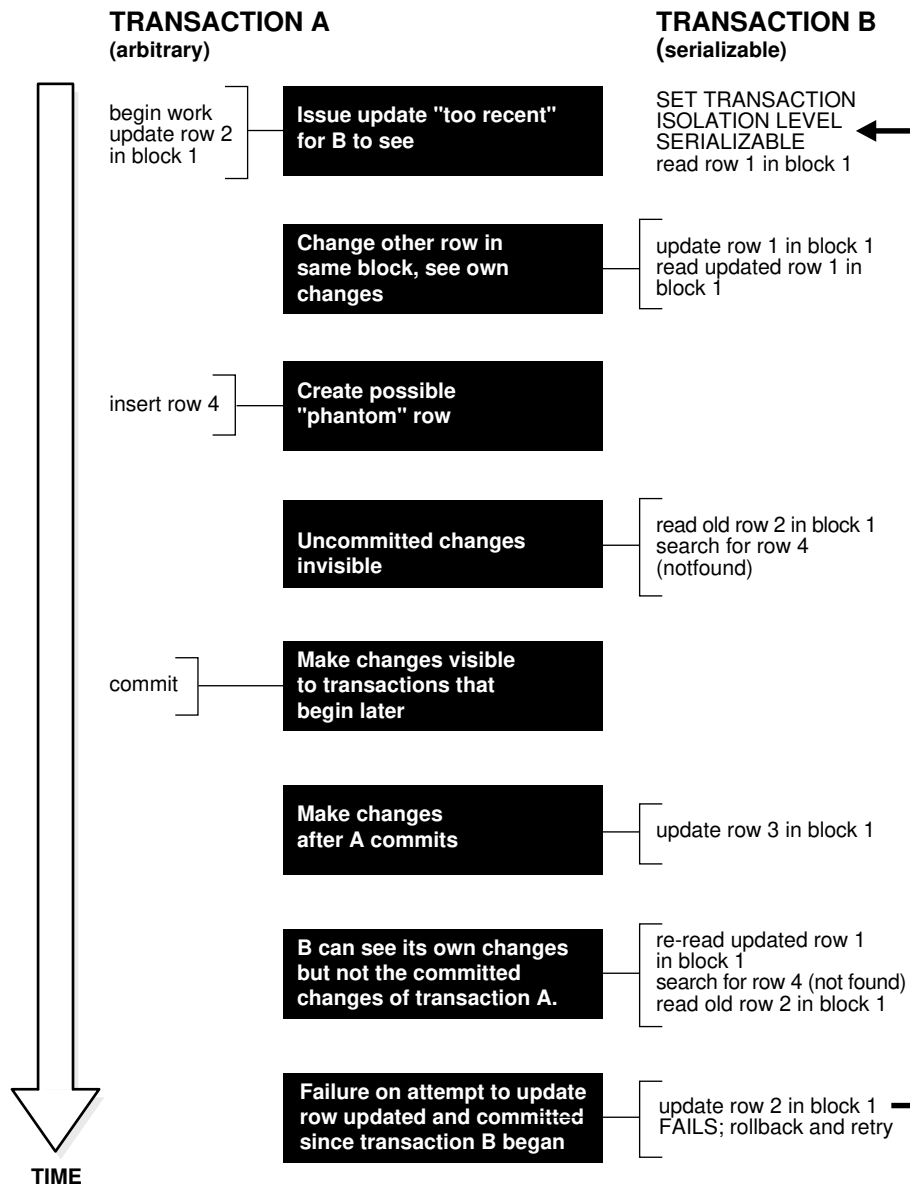 TRANSACTION A
(arbitrary)
TRANSACTION B
(serializable)
begin work
update row 2
in block 1
Issue update "too recent"
for B to see
SET TRANSACTION
ISOLATION LEVEL
SERIALIZABLE
read row 1 in block 1
Change other row in
same block, see own
changes
update row 1 in block 1
read updated row 1 in
block 1
insert row 4
Create possible
"phantom" row
Uncommitted changes
invisible
read old row 2 in block 1
search for row 4
(notfound)
commit
Make changes visible
to transactions that
begin later
Make changes
after A commits
update row 3 in block 1
B can see its own changes
but not the committed
changes of transaction A.
re-read updated row 1
in block 1
search for row 4 (not found)
read old row 2 in block 1
Failure on attempt to update
row updated and committed
since transaction B began
update row 2 in block 1
FAILS; rollback and retry
TIME